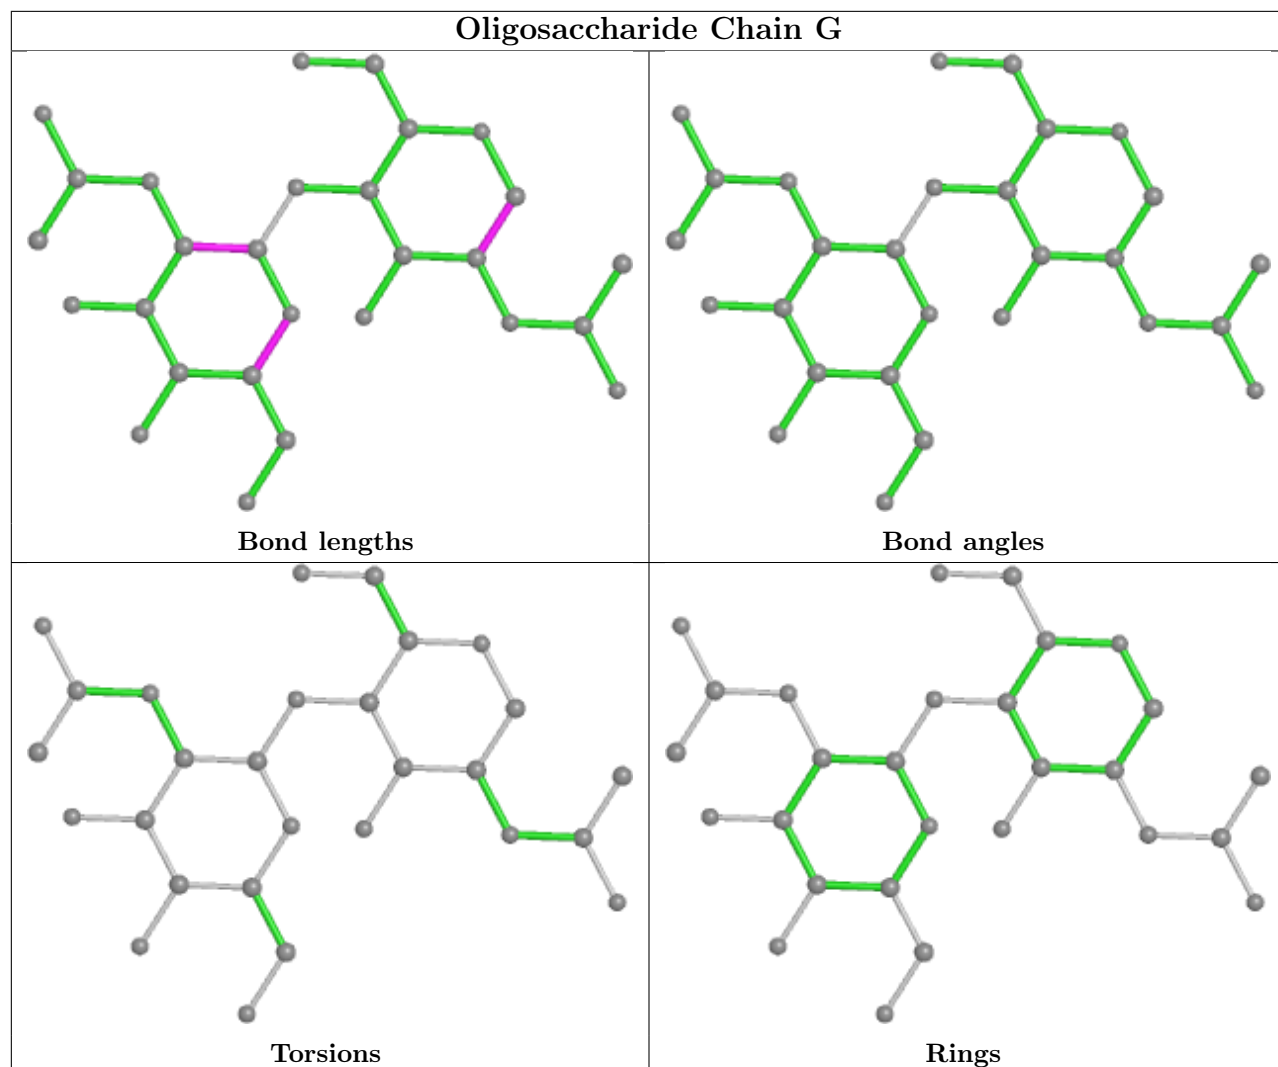 Oligosaccharide Chain G
Bond lengths
Bond angles
Torsions
Rings